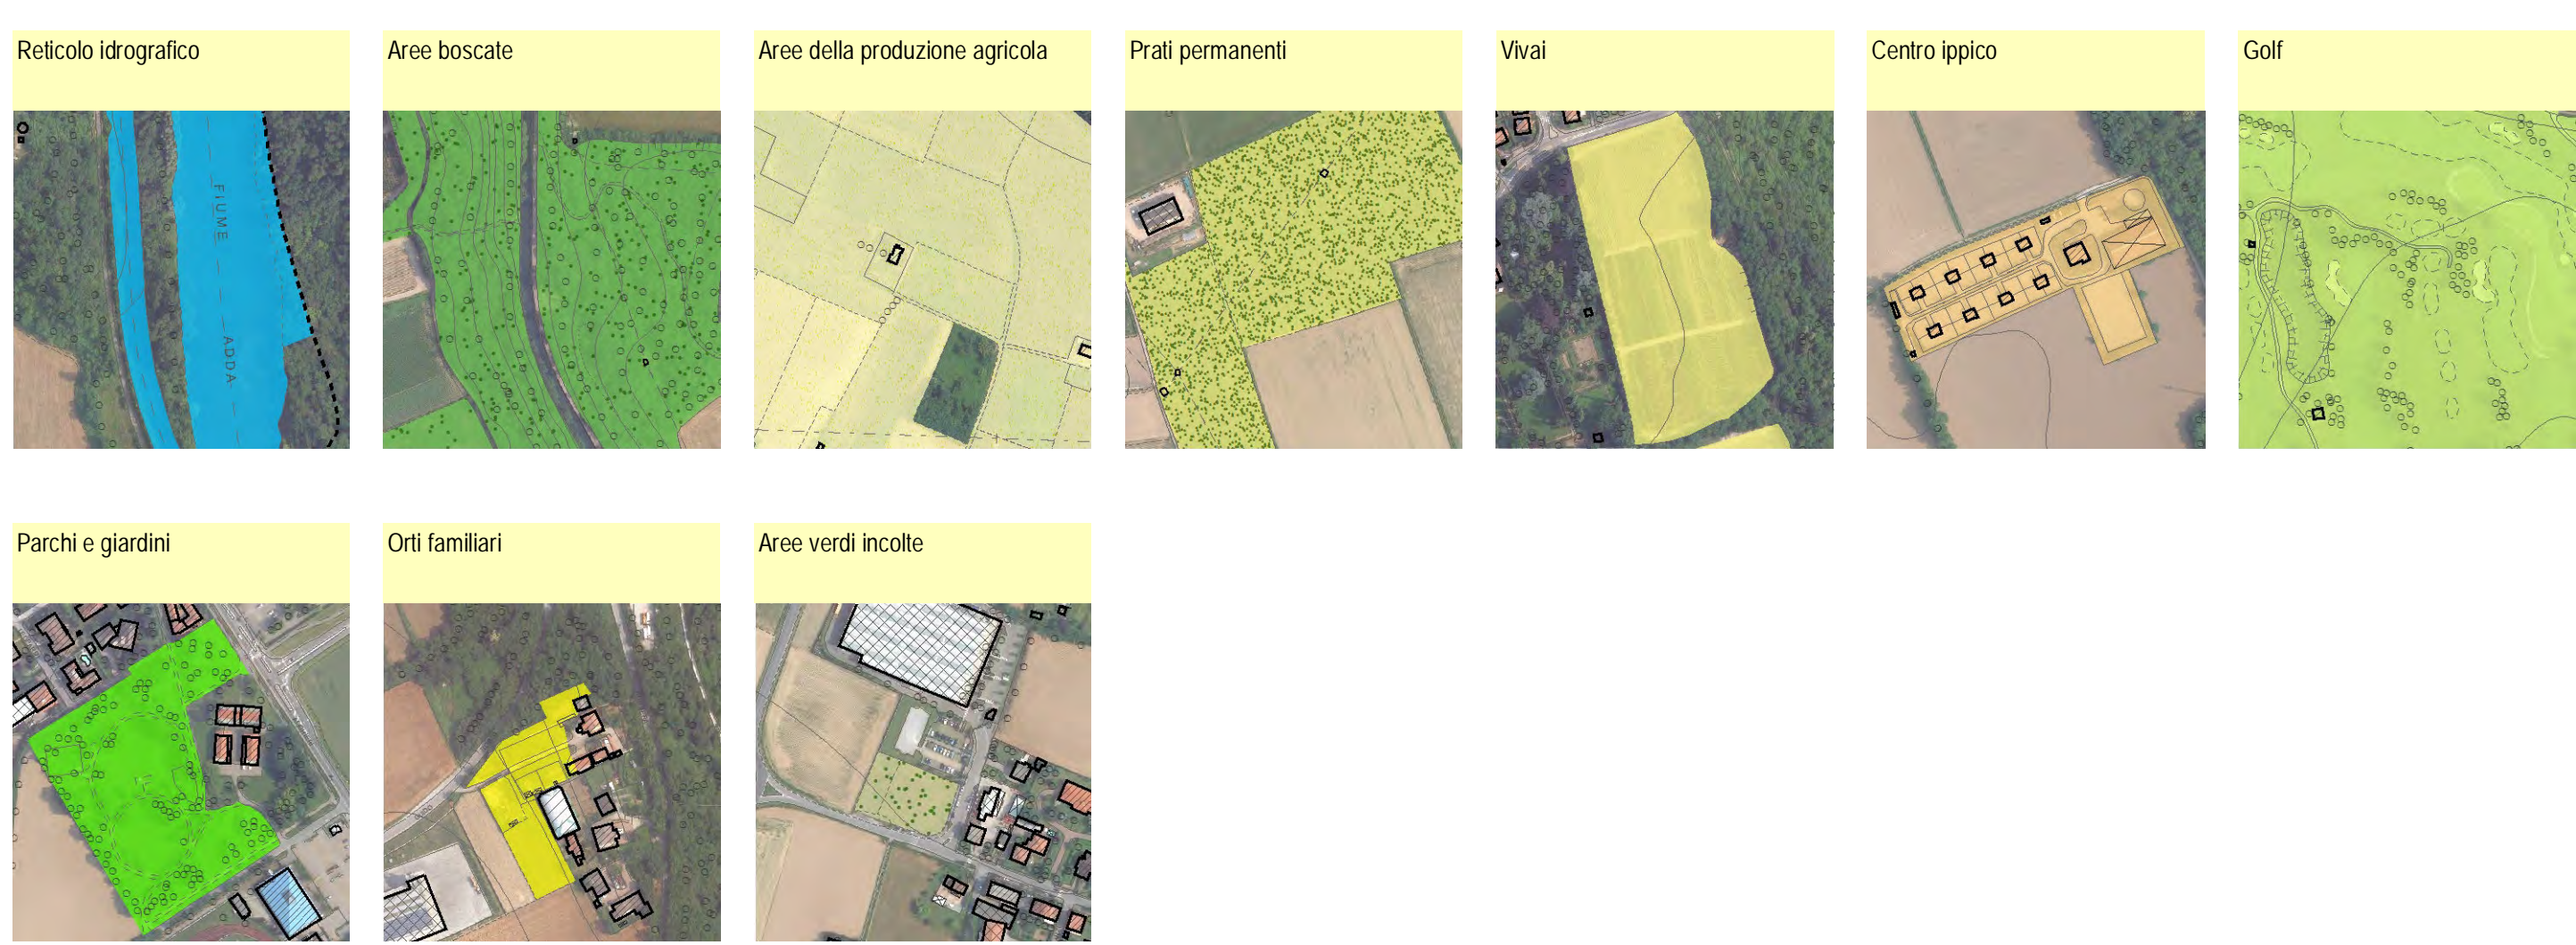 Reticolo idrografico
Aree boscate
Aree della produzione agricola
Prati permanenti
Vivai
Centro ippico
Golf
FIUME
ADDA
Parchi e giardini
Orti familiari
Aree verdi incolte